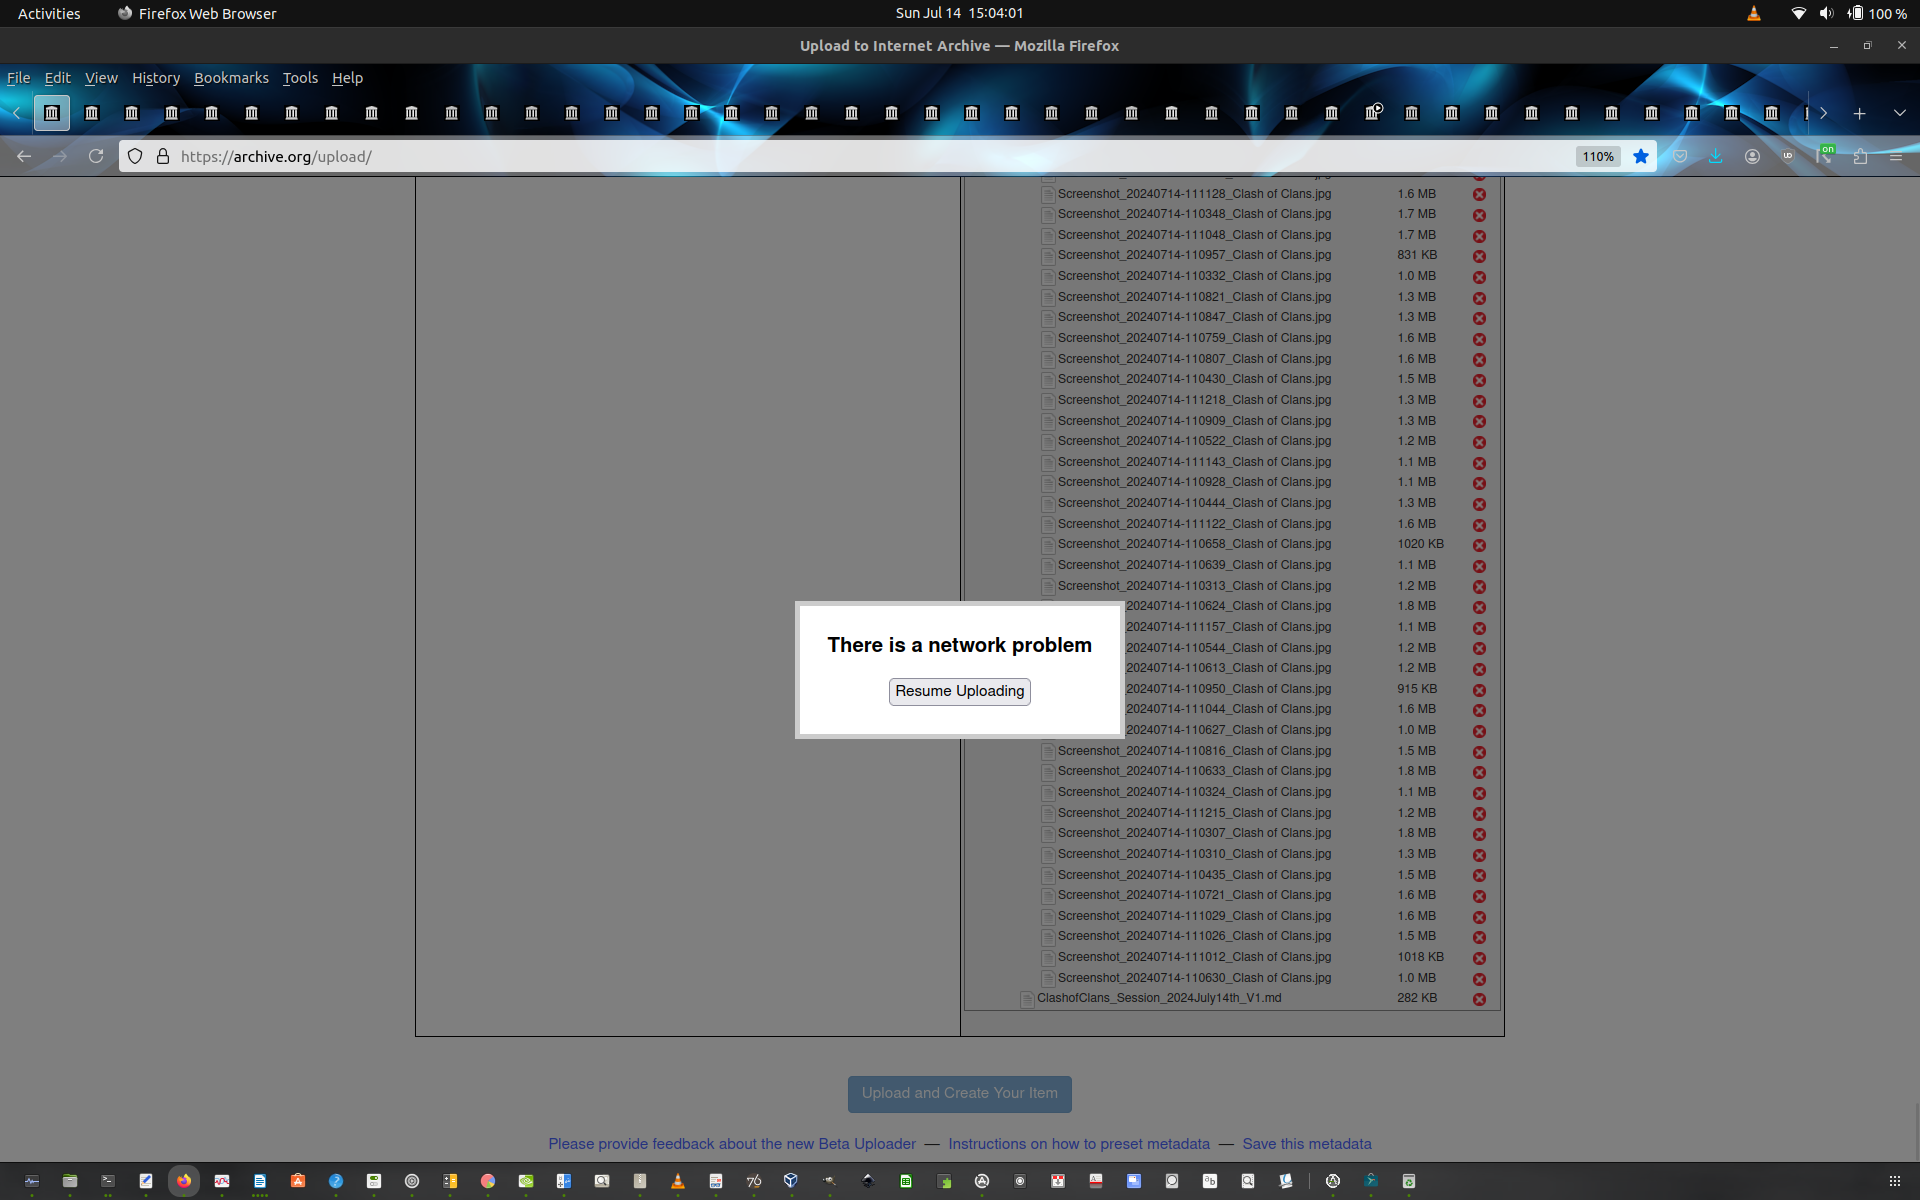 Activities
Firefox Web Browser
Sun Jul 14 15:04:01
100 %
Upload to Internet Archive — Mozilla Firefox
File Edit View History Bookmarks Tools Help
https://archive.org/upload/
110%
on
Screenshot_20240714-111128_Clash of Clans.jpg 1.6 MB
Screenshot_20240714-110348_Clash of Clans.jpg 1.7 MB
Screenshot_20240714-111048_Clash of Clans.jpg 1.7 MB
Screenshot_20240714-110957_Clash of Clans.jpg 831 KB
Screenshot_20240714-110332_Clash of Clans.jpg 1.0 MB
Screenshot_20240714-110821_Clash of Clans.jpg 1.3 MB
Screenshot_20240714-110847_Clash of Clans.jpg 1.3 MB
Screenshot_20240714-110759_Clash of Clans.jpg 1.6 MB
Screenshot_20240714-110807_Clash of Clans.jpg 1.6 MB
Screenshot_20240714-110430_Clash of Clans.jpg 1.5 MB
Screenshot_20240714-111218_Clash of Clans.jpg 1.3 MB
Screenshot_20240714-110909_Clash of Clans.jpg 1.3 MB
Screenshot_20240714-110522_Clash of Clans.jpg 1.2 MB
Screenshot_20240714-111143_Clash of Clans.jpg 1.1 MB
Screenshot_20240714-110928_Clash of Clans.jpg 1.1 MB
Screenshot_20240714-110444_Clash of Clans.jpg 1.3 MB
Screenshot_20240714-111122_Clash of Clans.jpg 1.6 MB
Screenshot_20240714-110658_Clash of Clans.jpg 1020 KB
Screenshot_20240714-110639_Clash of Clans.jpg 1.1 MB
Screenshot_20240714-110313_Clash of Clans.jpg 1.2 MB
_20240714-110624_Clash of Clans.jpg 1.8 MB
_20240714-111157_Clash of Clans.jpg 1.1 MB
_20240714-110544_Clash of Clans.jpg 1.2 MB
_20240714-110613_Clash of Clans.jpg 1.2 MB
_20240714-110950_Clash of Clans.jpg 915 KB
_20240714-111044_Clash of Clans.jpg 1.6 MB
_20240714-110627_Clash of Clans.jpg 1.0 MB
There is a network problem
Resume Uploading
Screenshot_20240714-110816_Clash of Clans.jpg 1.5 MB
Screenshot_20240714-110633_Clash of Clans.jpg 1.8 MB
Screenshot_20240714-110324_Clash of Clans.jpg 1.1 MB
Screenshot_20240714-111215_Clash of Clans.jpg 1.2 MB
Screenshot_20240714-110307_Clash of Clans.jpg 1.8 MB
Screenshot_20240714-110310_Clash of Clans.jpg 1.3 MB
Screenshot_20240714-110435_Clash of Clans.jpg 1.5 MB
Screenshot_20240714-110721_Clash of Clans.jpg 1.6 MB
Screenshot_20240714-111029_Clash of Clans.jpg 1.6 MB
Screenshot_20240714-111026_Clash of Clans.jpg 1.5 MB
Screenshot_20240714-111012_Clash of Clans.jpg 1018 KB
Screenshot_20240714-110630_Clash of Clans.jpg 1.0 MB
ClashofClans_Session_2024July14th_V1.md 282 KB
Upload and Create Your Item
Please provide feedback about the new Beta Uploader — Instructions on how to preset metadata — Save this metadata